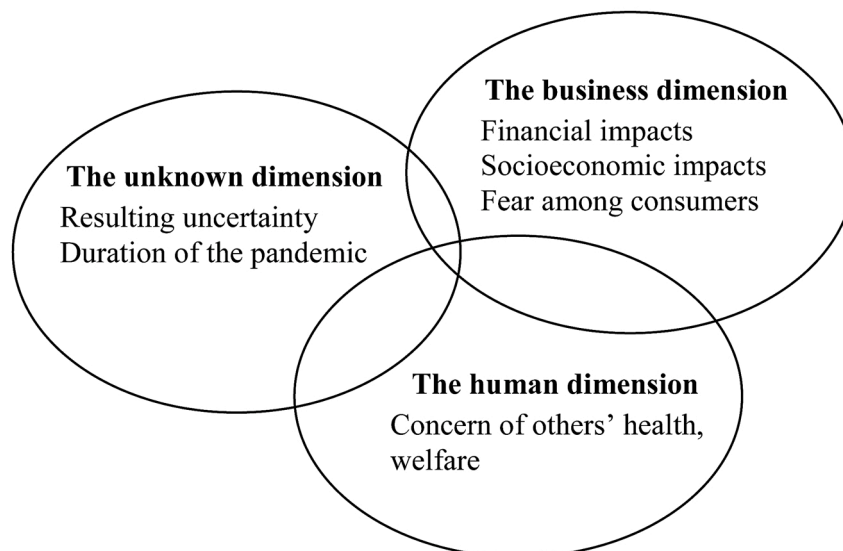 The business dimension
Financial impacts
Socioeconomic impacts
Fear among consumers
The unknown dimension
Resulting uncertainty
Duration of the pandemic
The human dimension
Concern of others’ health,
welfare